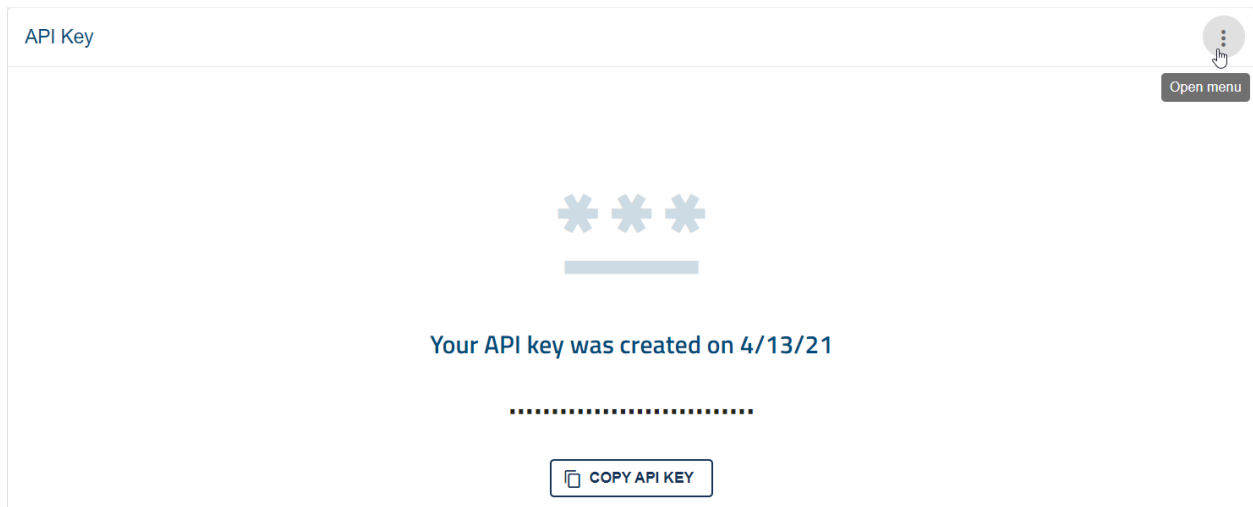 API Key
Open menu
***
Your API key was created on 4/13/21
COPY API KEY